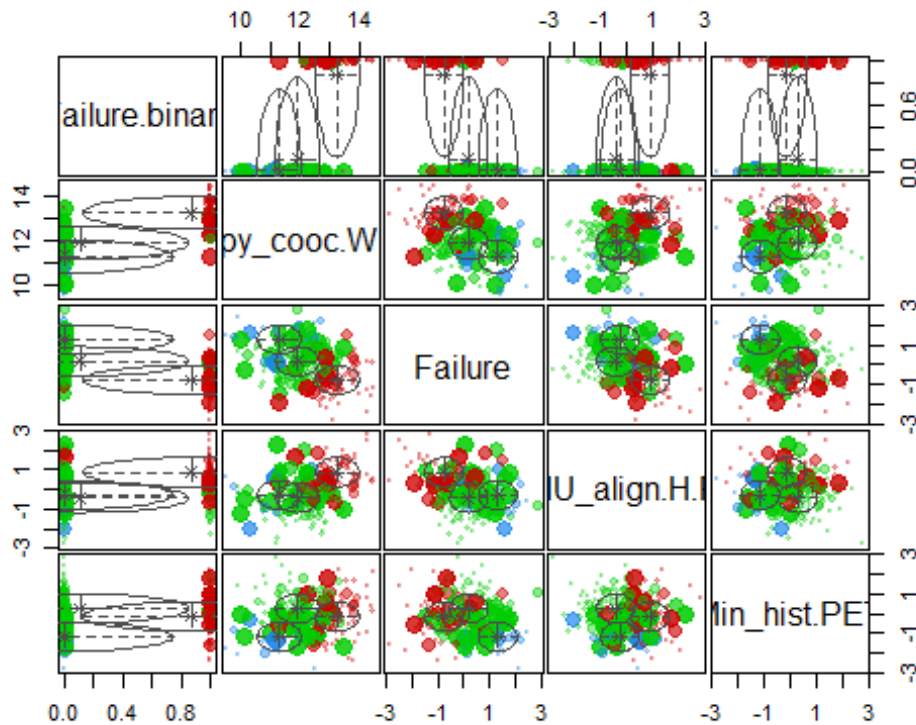 10 12 14 -3 -1 1 3
ailure.binar
0.0 0.6
10 12 14
py_cooc.W
Failure
-3 -1 1 3
-3 -1 1 3
IU_align.H.
Min_hist.PE
-3 -1 1 3
0.0 0.4 0.8 -3 -1 1 3 -3 -1 1 3